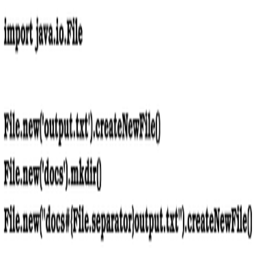 import java.io.File
File.new('output.txt').createNewFile()
File.new('docs').mkdir()
File.new("docs#{File.separator}output.txt").createNewFile()